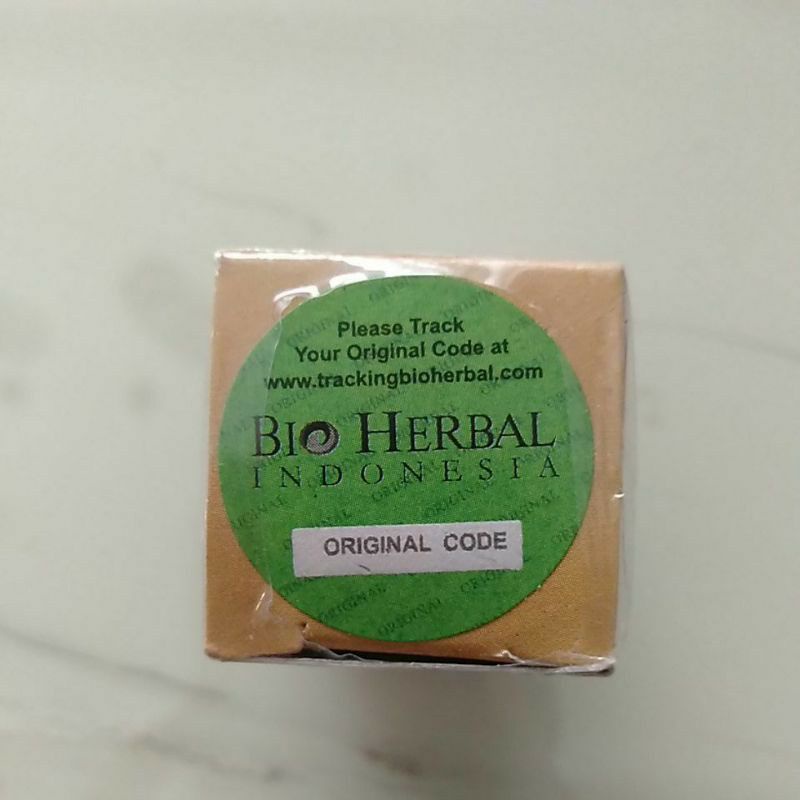 Please Track
Your Original Code at
www.trackingbioherbal.com
BIO HERBAL
INDONESIA
ORIGINAL CODE